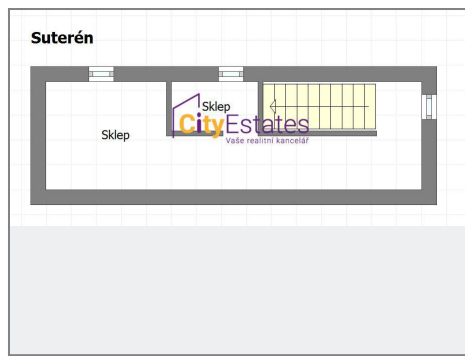 Suterén
Sklep
CityEstates
Vaše realitní kancelář
Sklep